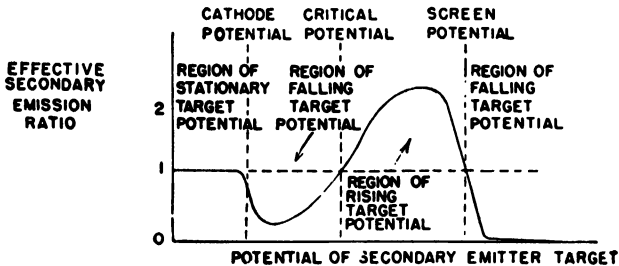 CATHODE POTENTIAL
CRITICAL POTENTIAL
SCREEN POTENTIAL
EFFECTIVE
SECONDARY
EMISSION
RATIO
REGION OF
STATIONARY
TARGET
POTENTIAL
REGION OF
FALLING
TARGET
POTENTIAL
REGION OF
FALLING
TARGET
POTENTIAL
2
1
0
REGION OF
RISING
TARGET
POTENTIAL
POTENTIAL OF SECONDARY EMITTER TARGET